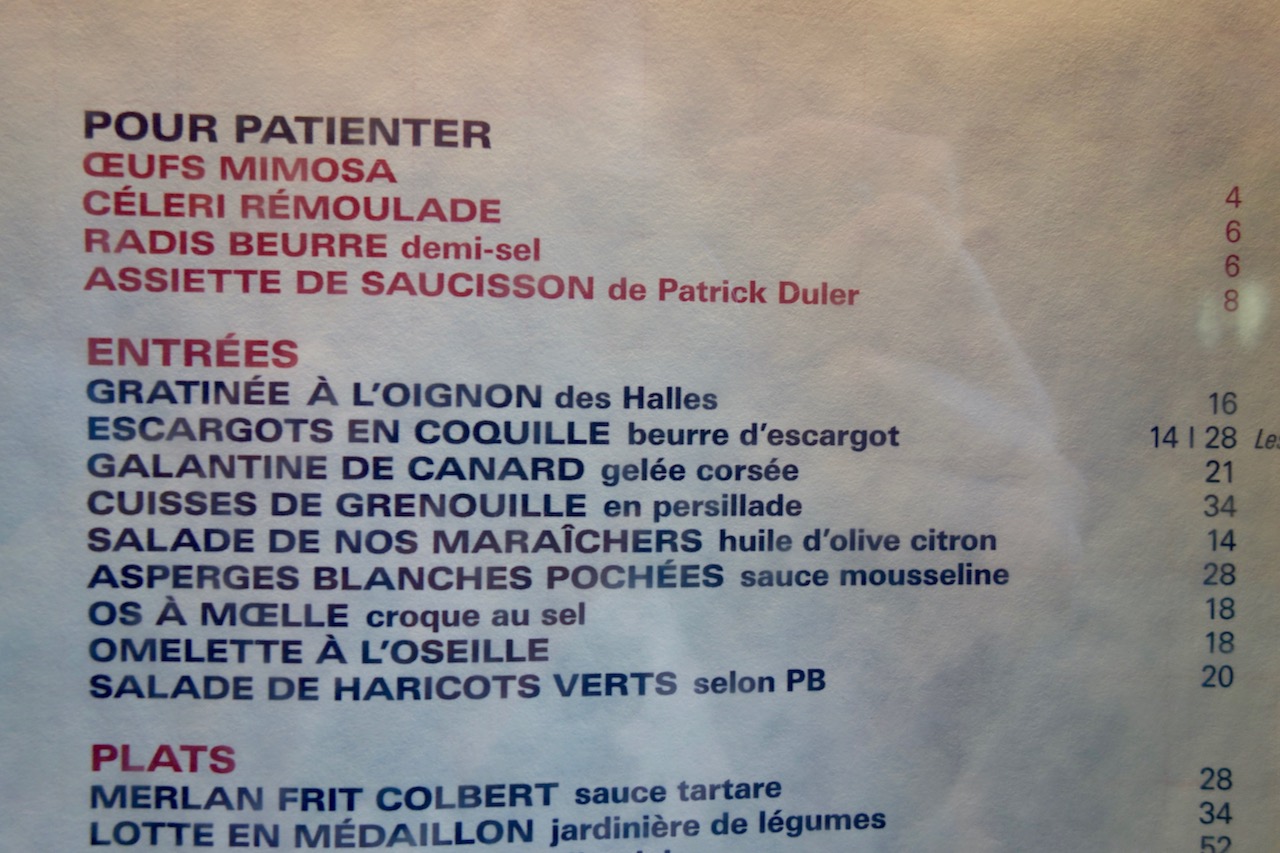 POUR PATIENTER
ŒUFS MIMOSA 4
CÉLERI RÉMOULADE 6
RADIS BEURRE demi-sel 6
ASSIETTE DE SAUCISSON de Patrick Duler 8
ENTRÉES
GRATINÉE À L'OIGNON des Halles 16
ESCARGOTS EN COQUILLE beurre d'escargot 14 | 28 Les
GALANTINE DE CANARD gelée corsée 21
CUISSES DE GRENOUILLE en persillade 34
SALADE DE NOS MARAÎCHERS huile d'olive citron 14
ASPERGES BLANCHES POCHÉES sauce mousseline 28
OS À MŒLLE croque au sel 18
OMELETTE À L'OSEILLE 18
SALADE DE HARICOTS VERTS selon PB 20
PLATS
MERLAN FRIT COLBERT sauce tartare 28
LOTTE EN MÉDAILLON jardinière de légumes 34
52